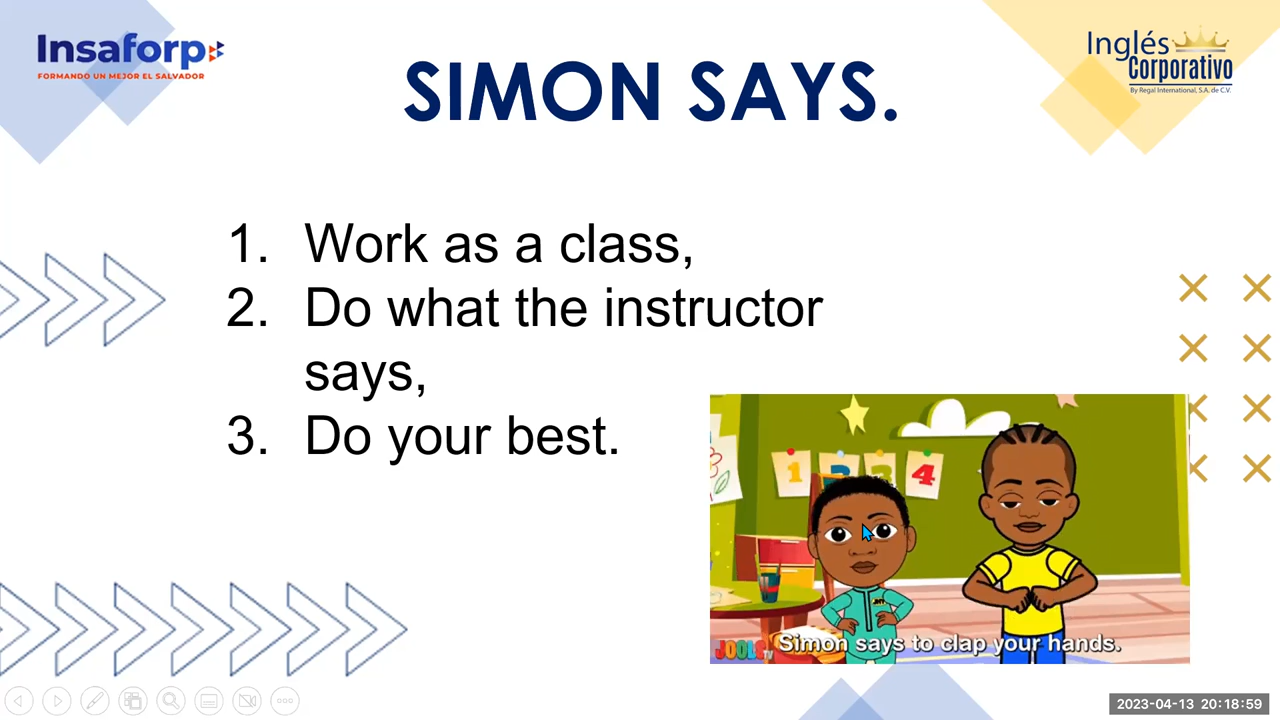 Insaforp
FORMANDO UN MEJOR EL SALVADOR
Inglés
Corporativo
By Regal International, S.A. de C.V.
SIMON SAYS.
1. Work as a class,
2. Do what the instructor
says,
3. Do your best.
1 2 3 4
JOOLS TV
Simon says to clap your hands.
2023-04-13 20:18:59